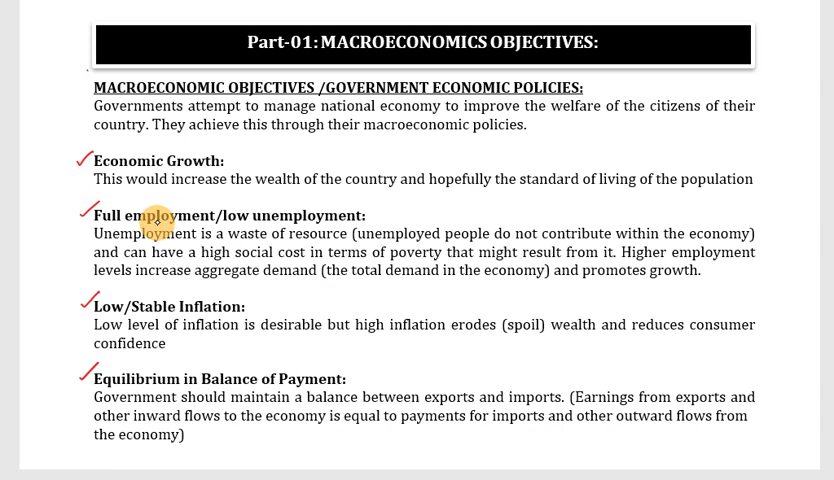 Part-01: MACROECONOMICS OBJECTIVES:
MACROECONOMIC OBJECTIVES /GOVERNMENT ECONOMIC POLICIES:
Governments attempt to manage national economy to improve the welfare of the citizens of their
country. They achieve this through their macroeconomic policies.
Economic Growth:
This would increase the wealth of the country and hopefully the standard of living of the population
Full employment/low unemployment:
Unemployment is a waste of resource (unemployed people do not contribute within the economy)
and can have a high social cost in terms of poverty that might result from it. Higher employment
levels increase aggregate demand (the total demand in the economy) and promotes growth.
Low/Stable Inflation:
Low level of inflation is desirable but high inflation erodes (spoil) wealth and reduces consumer
confidence
Equilibrium in Balance of Payment:
Government should maintain a balance between exports and imports. (Earnings from exports and
other inward flows to the economy is equal to payments for imports and other outward flows from
the economy)